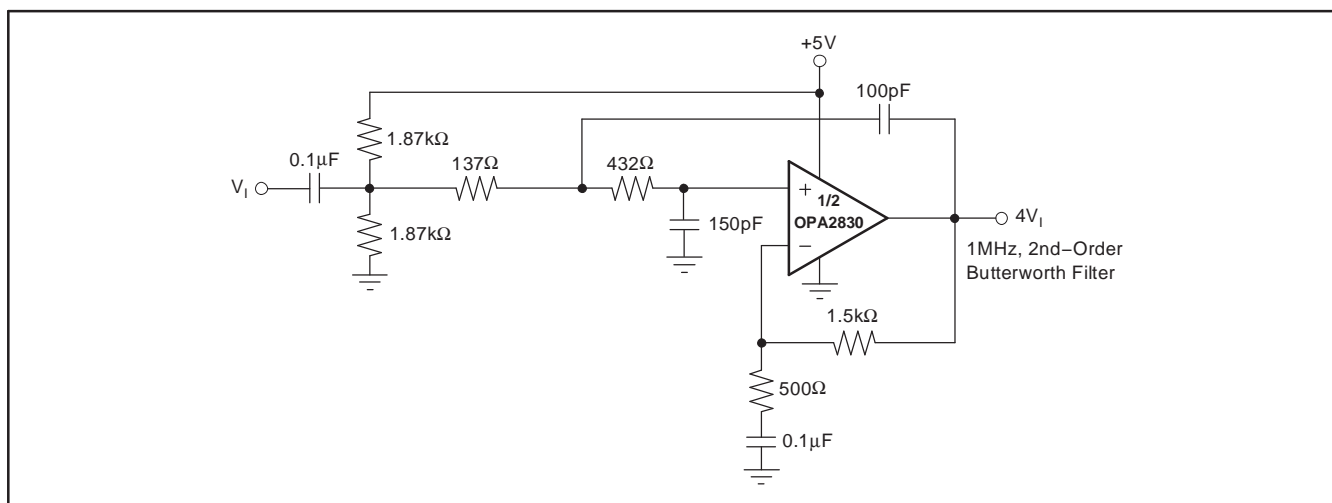 +5V
100pF
1.87kΩ
0.1μF
137Ω
432Ω
V_I
+
1/2
OPA2830
−
150pF
4V_I
1.87kΩ
1MHz, 2nd−Order
Butterworth Filter
1.5kΩ
500Ω
0.1μF